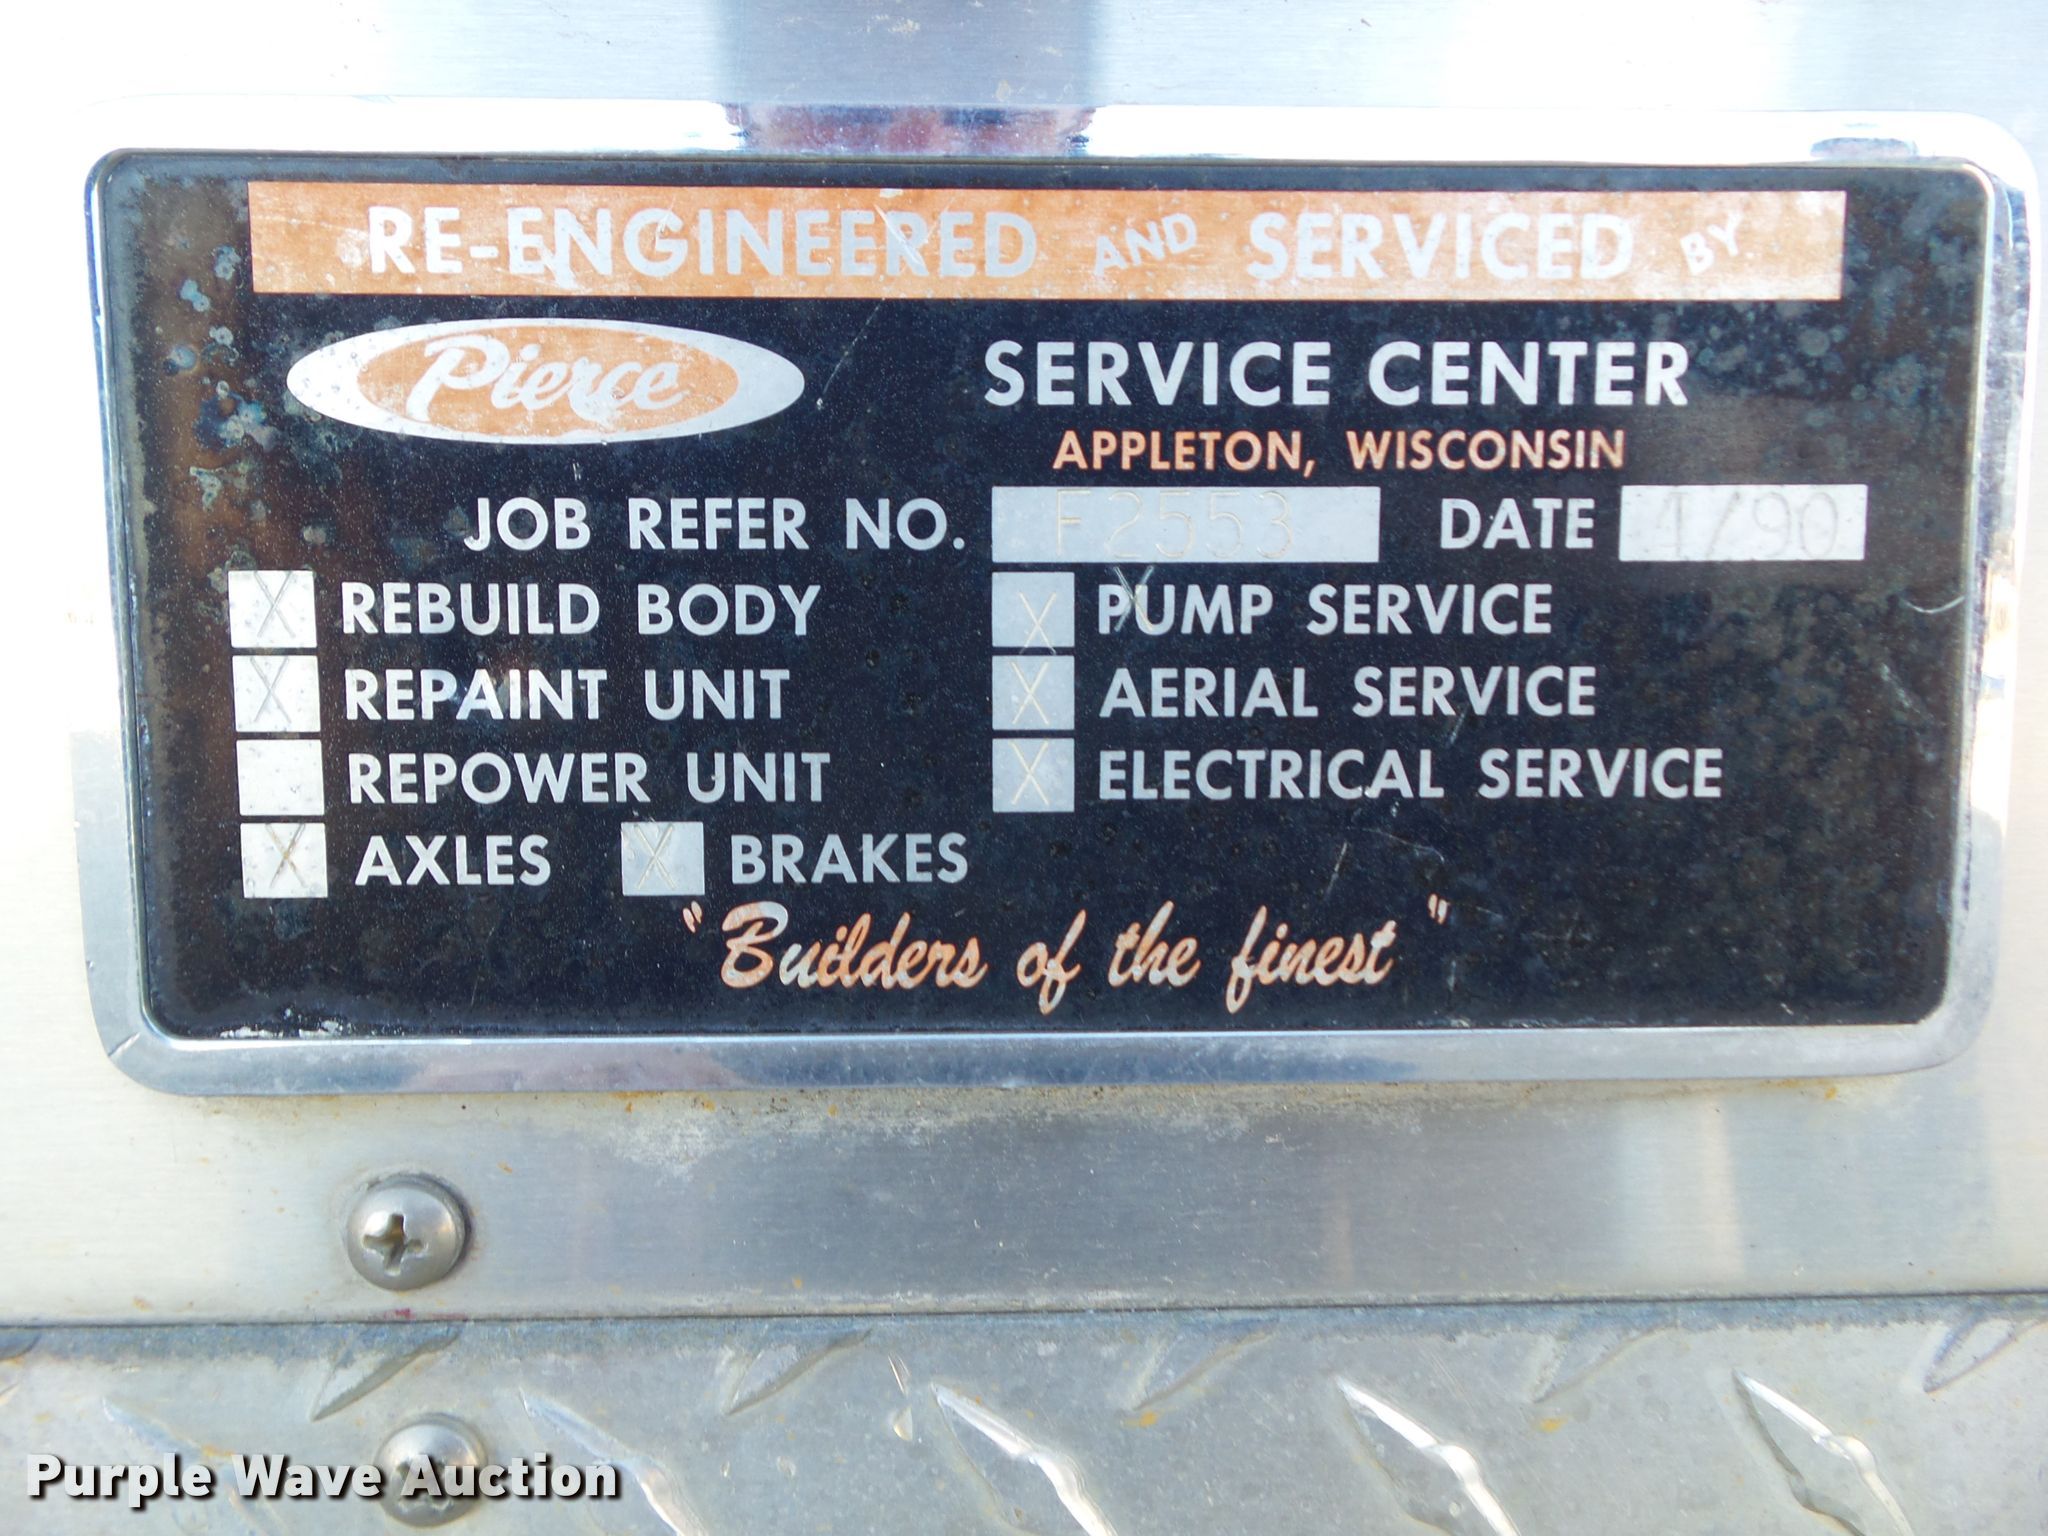 RE-ENGINEERED AND SERVICED BY
Pierce SERVICE CENTER
APPLETON, WISCONSIN
JOB REFER NO. F2553 DATE 4/90
X REBUILD BODY X PUMP SERVICE
X REPAINT UNIT X AERIAL SERVICE
REPOWER UNIT X ELECTRICAL SERVICE
X AXLES X BRAKES
"Builders of the finest"
Purple Wave Auction